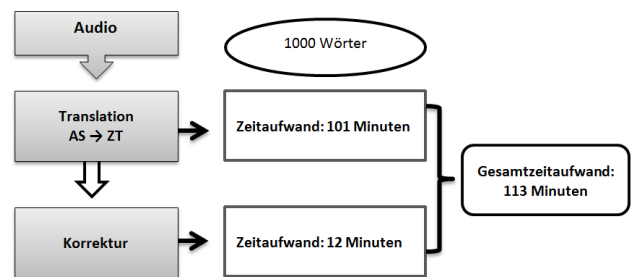 Audio
1000 Wörter
Translation
AS → ZT
Zeitaufwand: 101 Minuten
Gesamtzeitaufwand:
113 Minuten
Korrektur
Zeitaufwand: 12 Minuten